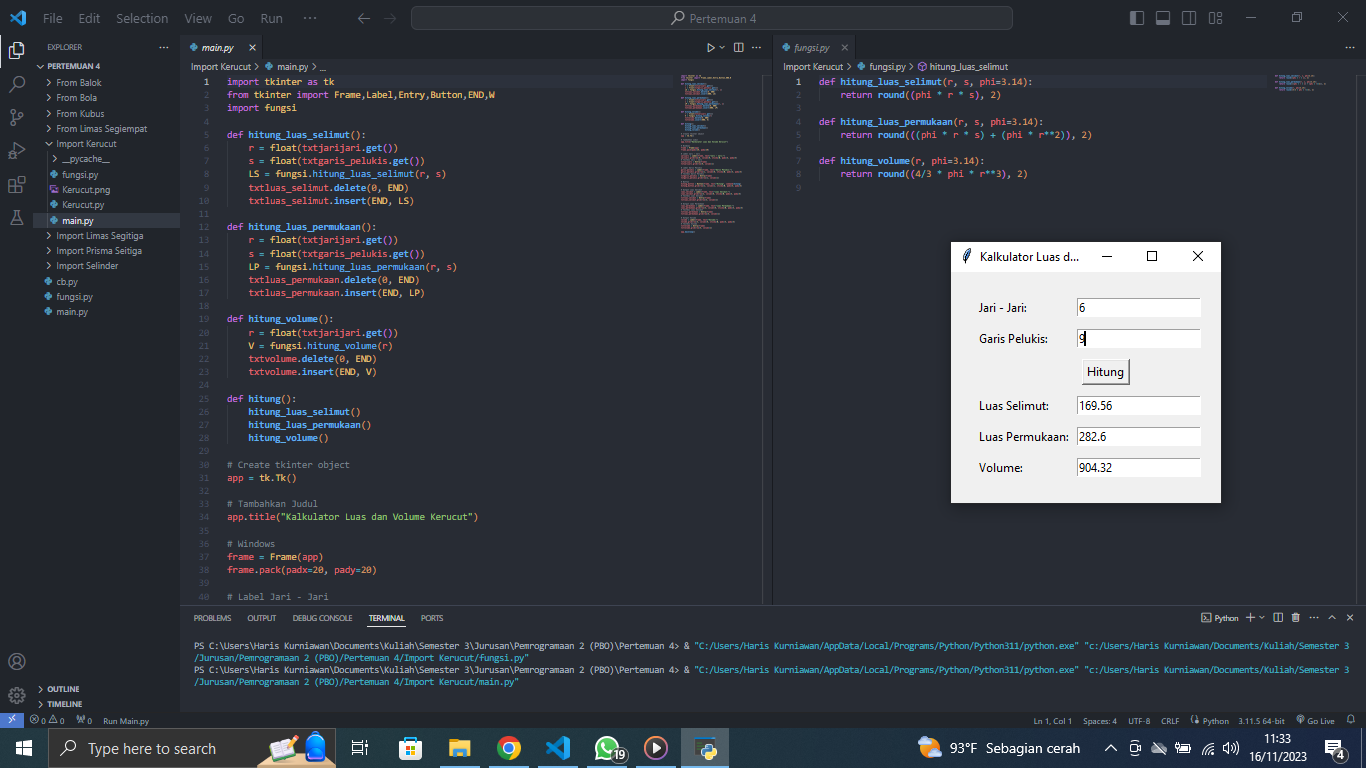 File Edit Selection View Go Run ··· Pertemuan 4
EXPLORER ···
PERTEMUAN 4
From Balok
From Bola
From Kubus
From Limas Segiempat
Import Kerucut
__pycache__
fungsi.py
Kerucut.png
Kerucut.py
main.py
Import Limas Segitiga
Import Prisma Seitiga
Import Selinder
cb.py
fungsi.py
main.py
OUTLINE
TIMELINE
main.py
Import Kerucut > main.py > ...
1 import tkinter as tk
2 from tkinter import Frame,Label,Entry,Button,END,W
3 import fungsi
4
5 def hitung_luas_selimut():
6 r = float(txtjarijari.get())
7 s = float(txtgaris_pelukis.get())
8 LS = fungsi.hitung_luas_selimut(r, s)
9 txtluas_selimut.delete(0, END)
10 txtluas_selimut.insert(END, LS)
11
12 def hitung_luas_permukaan():
13 r = float(txtjarijari.get())
14 s = float(txtgaris_pelukis.get())
15 LP = fungsi.hitung_luas_permukaan(r, s)
16 txtluas_permukaan.delete(0, END)
17 txtluas_permukaan.insert(END, LP)
18
19 def hitung_volume():
20 r = float(txtjarijari.get())
21 V = fungsi.hitung_volume(r)
22 txtvolume.delete(0, END)
23 txtvolume.insert(END, V)
24
25 def hitung():
26 hitung_luas_selimut()
27 hitung_luas_permukaan()
28 hitung_volume()
29
30 # Create tkinter object
31 app = tk.Tk()
32
33 # Tambahkan Judul
34 app.title("Kalkulator Luas dan Volume Kerucut")
35
36 # Windows
37 frame = Frame(app)
38 frame.pack(padx=20, pady=20)
39
40 # Label Jari - Jari
fungsi.py
Import Kerucut > fungsi.py > hitung_luas_selimut
1 def hitung_luas_selimut(r, s, phi=3.14):
2 return round((phi * r * s), 2)
3
4 def hitung_luas_permukaan(r, s, phi=3.14):
5 return round(((phi * r * s) + (phi * r**2)), 2)
6
7 def hitung_volume(r, phi=3.14):
8 return round((4/3 * phi * r**3), 2)
9
Kalkulator Luas d...
Jari - Jari: 6
Garis Pelukis: 9
Hitung
Luas Selimut: 169.56
Luas Permukaan: 282.6
Volume: 904.32
PROBLEMS OUTPUT DEBUG CONSOLE TERMINAL PORTS Python
PS C:\Users\Haris Kurniawan\Documents\Kuliah\Semester 3\Jurusan\Pemrogramaan 2 (PBO)\Pertemuan 4> & "C:/Users/Haris Kurniawan/AppData/Local/Programs/Python/Python311/python.exe" "c:/Users/Haris Kurniawan/Documents/Kuliah/Semester 3
/Jurusan/Pemrogramaan 2 (PBO)/Pertemuan 4/Import Kerucut/fungsi.py"
PS C:\Users\Haris Kurniawan\Documents\Kuliah\Semester 3\Jurusan\Pemrogramaan 2 (PBO)\Pertemuan 4> & "C:/Users/Haris Kurniawan/AppData/Local/Programs/Python/Python311/python.exe" "c:/Users/Haris Kurniawan/Documents/Kuliah/Semester 3
/Jurusan/Pemrogramaan 2 (PBO)/Pertemuan 4/Import Kerucut/main.py"
0 0 0 Run Main.py Ln 1, Col 1 Spaces: 4 UTF-8 CRLF Python 3.11.5 64-bit Go Live
Type here to search 19 93°F Sebagian cerah 11:33
16/11/2023 4